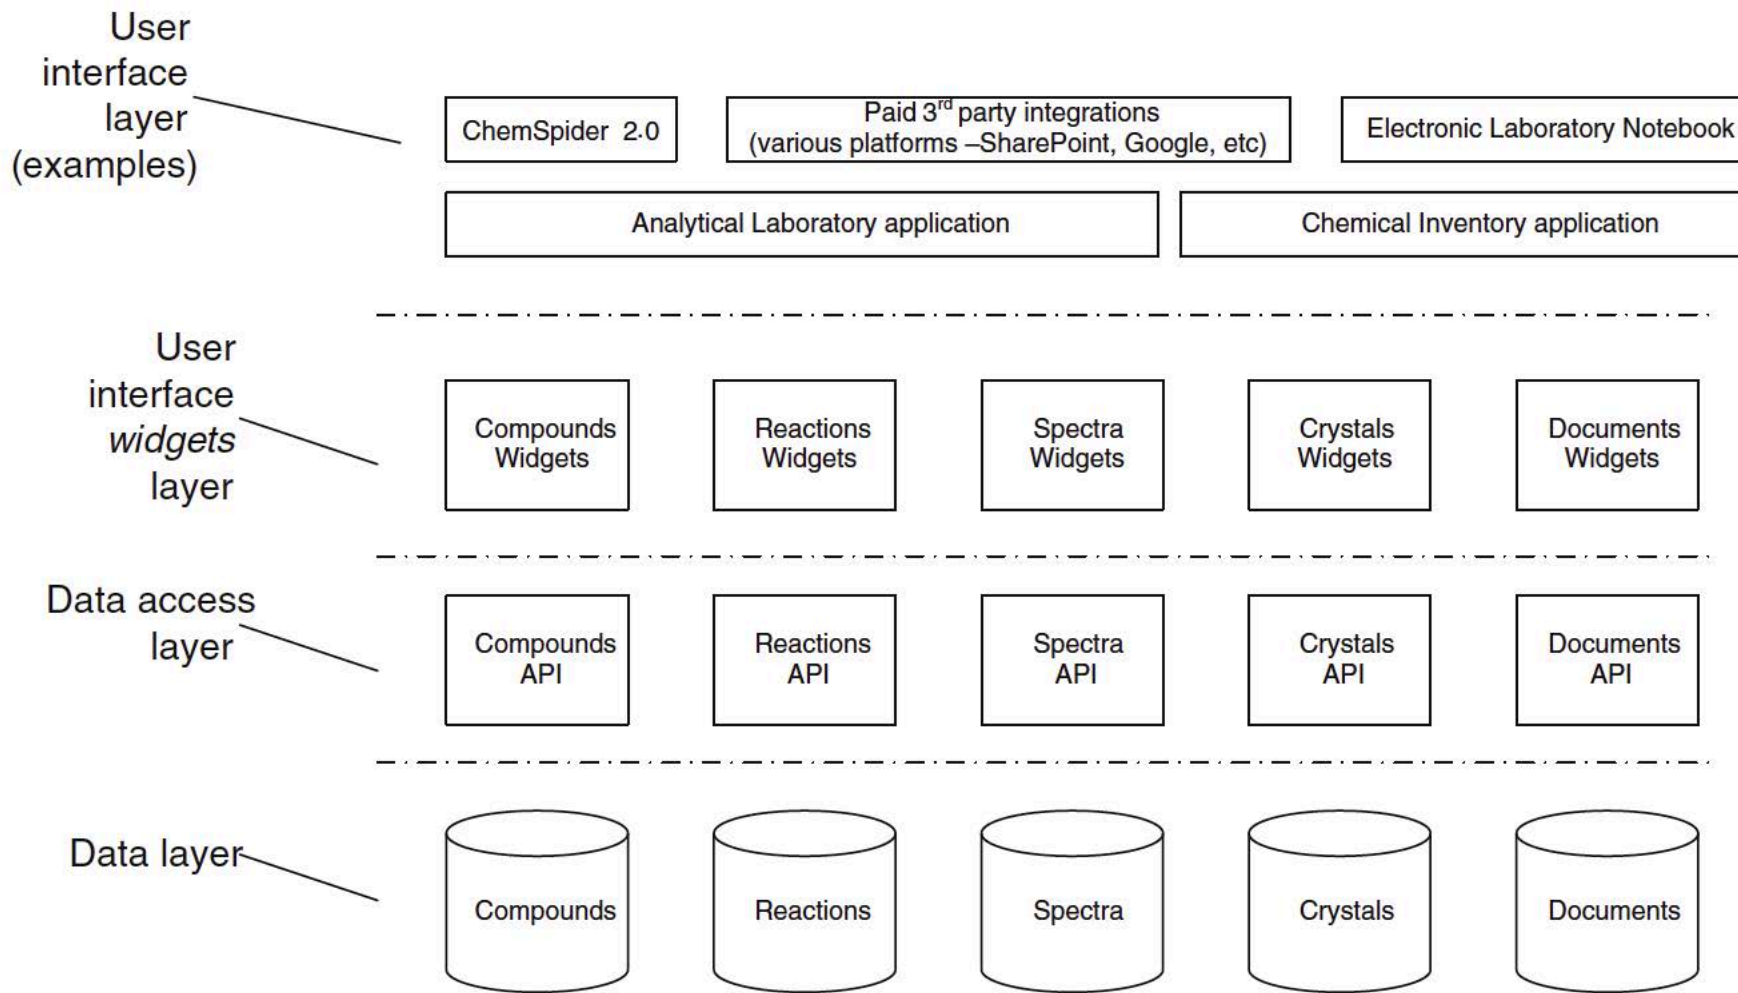 User
interface
layer
(examples)
ChemSpider 2.0
Paid 3rd party integrations
(various platforms –SharePoint, Google, etc)
Electronic Laboratory Notebook
Analytical Laboratory application
Chemical Inventory application
User
interface
widgets
layer
Compounds
Widgets
Reactions
Widgets
Spectra
Widgets
Crystals
Widgets
Documents
Widgets
Data access
layer
Compounds
API
Reactions
API
Spectra
API
Crystals
API
Documents
API
Data layer
Compounds
Reactions
Spectra
Crystals
Documents